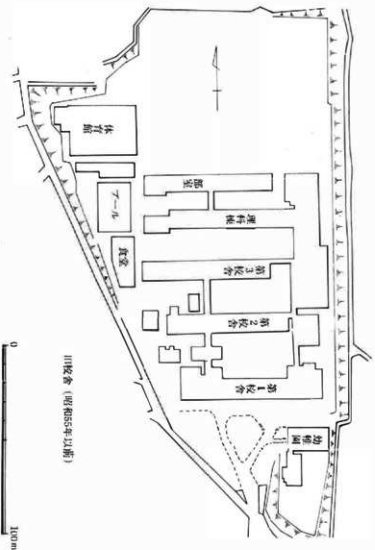 体育館
プール
食堂
部室
理科棟
第3校舎
第2校舎
第1校舎
幼稚園
旧校舎(昭和55年以前)
0
100m